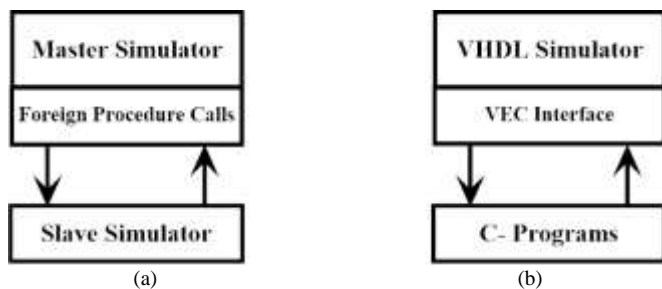 Master Simulator
Foreign Procedure Calls
Slave Simulator
(a)
VHDL Simulator
VEC Interface
C- Programs
(b)